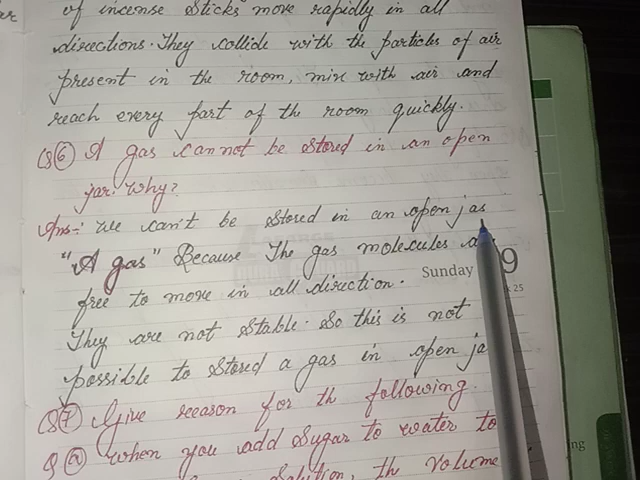 of incense sticks move rapidly in all
directions. They collide with the particles of air
present in the room, mix with air and
reach every part of the room quickly.
Q⑥ A gas cannot be stored in an open
jar. Why?
Ans-: We can't be stored in an open jar
"A gas" Because The gas molecules
Sunday 9
free to move in all direction.
25
They are not stable. So this is not
possible to stored a gas in open
Q⑦ Give reason for th following.
Q ⓐ when you add sugar to water to
solution, the volume